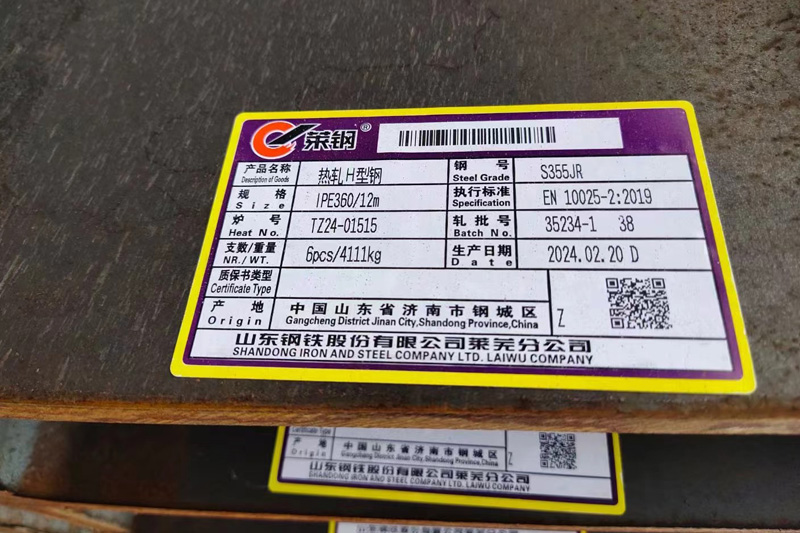 莱钢®
产品名称 Description of Goods 热轧H型钢 钢 号 Steel Grade S355JR
规 格 Size IPE360/12m 执行标准 Specification EN 10025-2:2019
炉 号 Heat No. TZ24-01515 轧批号 Batch No. 35234-1 38
支数/重量 NR./WT. 6pcs/4111kg 生产日期 Date 2024.02.20 D
质保书类型 Certificate Type
产 地 Origin 中国山东省济南市钢城区 Gangcheng District Jinan City,Shandong Province,China Z
山东钢铁股份有限公司莱芜分公司
SHANDONG IRON AND STEEL COMPANY LTD. LAIWU COMPANY
Certificate Type
产 地 Origin 中国山东省济南市钢城区 Gangcheng District Jinan City,Shandong Province,China Z
山东钢铁股份有限公司莱芜分公司
SHANDONG IRON AND STEEL COMPANY LTD. LAIWU COMPANY